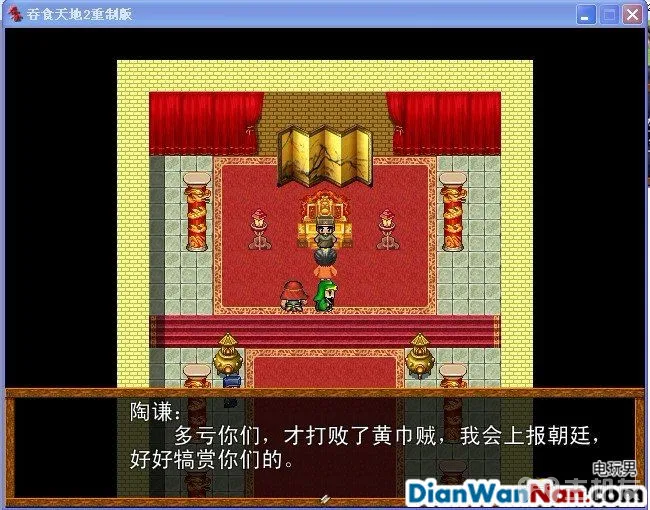 吞食天地2重制版
陶谦：
多亏你们，才打败了黄巾贼，我会上报朝廷，
好好犒赏你们的。
电玩男
DianWanNan.com